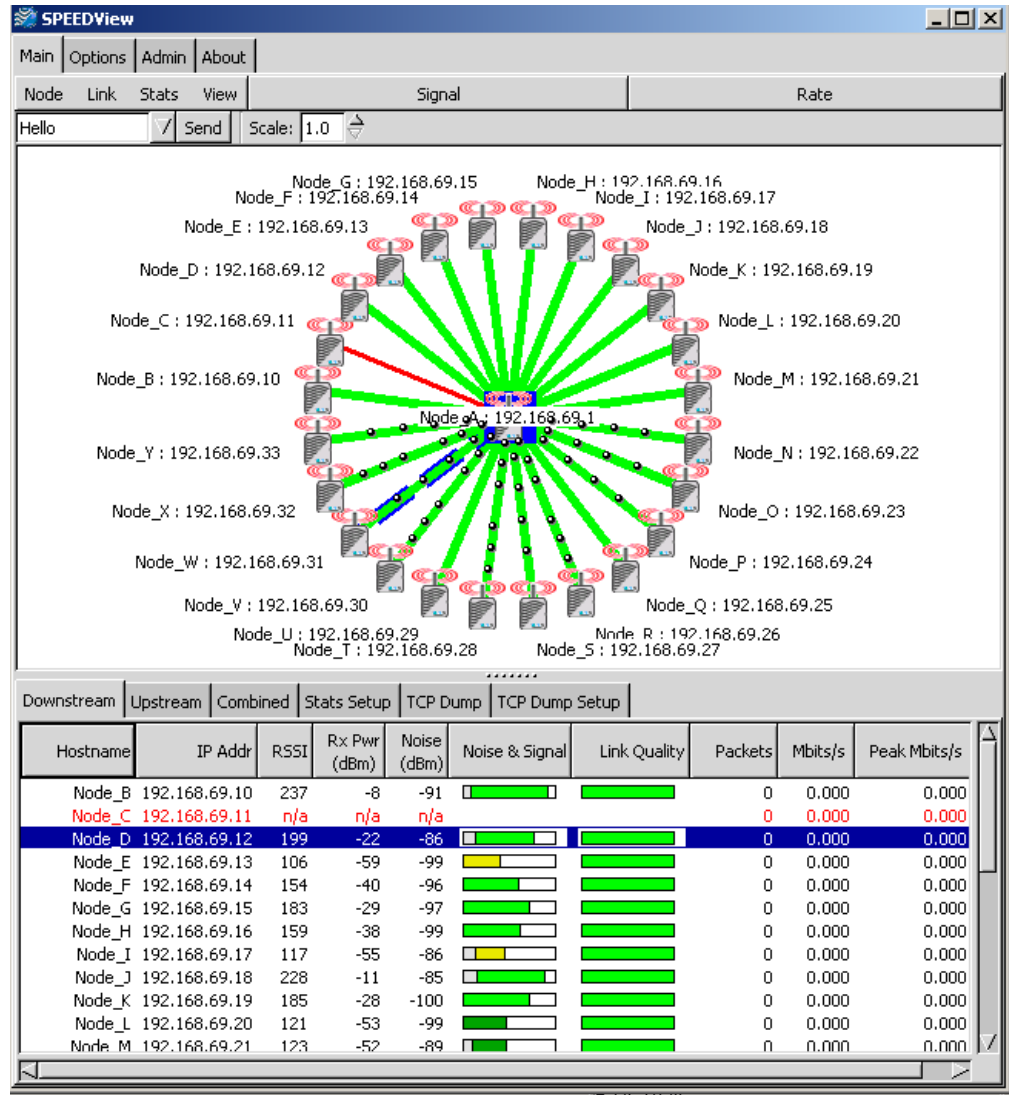 SPEEDView
Main Options Admin About
Node Link Stats View Signal Rate
Hello Send Scale: 1.0
Node_G : 192.168.69.15 Node_H : 192.168.69.16
Node_F : 192.168.69.14 Node_I : 192.168.69.17
Node_E : 192.168.69.13 Node_J : 192.168.69.18
Node_D : 192.168.69.12 Node_K : 192.168.69.19
Node_C : 192.168.69.11 Node_L : 192.168.69.20
Node_B : 192.168.69.10 Node_M : 192.168.69.21
Node_A : 192.168.69.1
Node_Y : 192.168.69.33 Node_N : 192.168.69.22
Node_X : 192.168.69.32 Node_O : 192.168.69.23
Node_W : 192.168.69.31 Node_P : 192.168.69.24
Node_V : 192.168.69.30 Node_Q : 192.168.69.25
Node_U : 192.168.69.29 Node_R : 192.168.69.26
Node_T : 192.168.69.28 Node_S : 192.168.69.27
Downstream Upstream Combined Stats Setup TCP Dump TCP Dump Setup
Hostname IP Addr RSSI Rx Pwr (dBm) Noise (dBm) Noise & Signal Link Quality Packets Mbits/s Peak Mbits/s
Node_B 192.168.69.10 237 -8 -91 0 0.000 0.000
Node_C 192.168.69.11 n/a n/a n/a 0 0.000 0.000
Node_D 192.168.69.12 199 -22 -86 0 0.000 0.000
Node_E 192.168.69.13 106 -59 -99 0 0.000 0.000
Node_F 192.168.69.14 154 -40 -96 0 0.000 0.000
Node_G 192.168.69.15 183 -29 -97 0 0.000 0.000
Node_H 192.168.69.16 159 -38 -99 0 0.000 0.000
Node_I 192.168.69.17 117 -55 -86 0 0.000 0.000
Node_J 192.168.69.18 228 -11 -85 0 0.000 0.000
Node_K 192.168.69.19 185 -28 -100 0 0.000 0.000
Node_L 192.168.69.20 121 -53 -99 0 0.000 0.000
Node_M 192.168.69.21 123 -52 -89 0 0.000 0.000